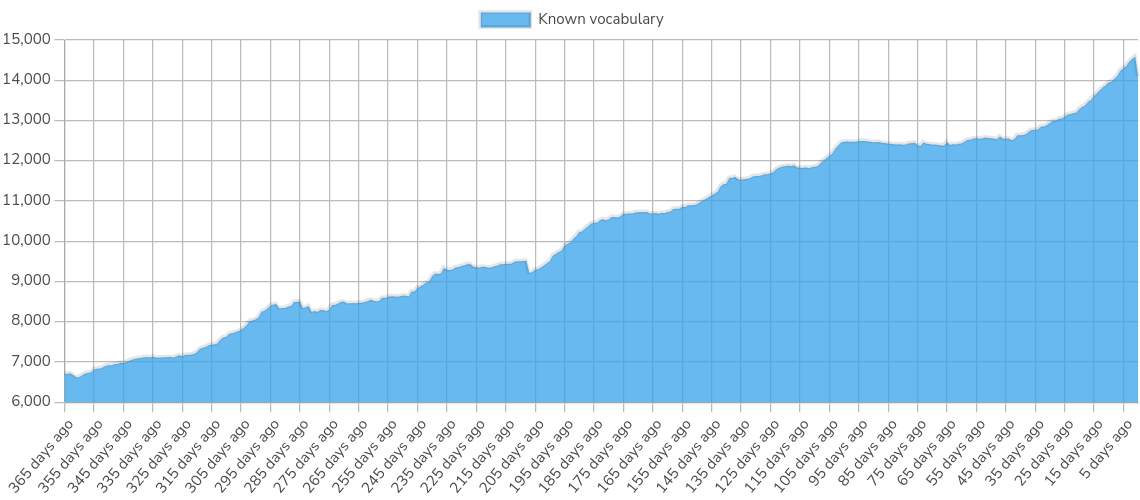 Known vocabulary
15,000
14,000
13,000
12,000
11,000
10,000
9,000
8,000
7,000
6,000
365 days ago
355 days ago
345 days ago
335 days ago
325 days ago
315 days ago
305 days ago
295 days ago
285 days ago
275 days ago
265 days ago
255 days ago
245 days ago
235 days ago
225 days ago
215 days ago
205 days ago
195 days ago
185 days ago
175 days ago
165 days ago
155 days ago
145 days ago
135 days ago
125 days ago
115 days ago
105 days ago
95 days ago
85 days ago
75 days ago
65 days ago
55 days ago
45 days ago
35 days ago
25 days ago
15 days ago
5 days ago